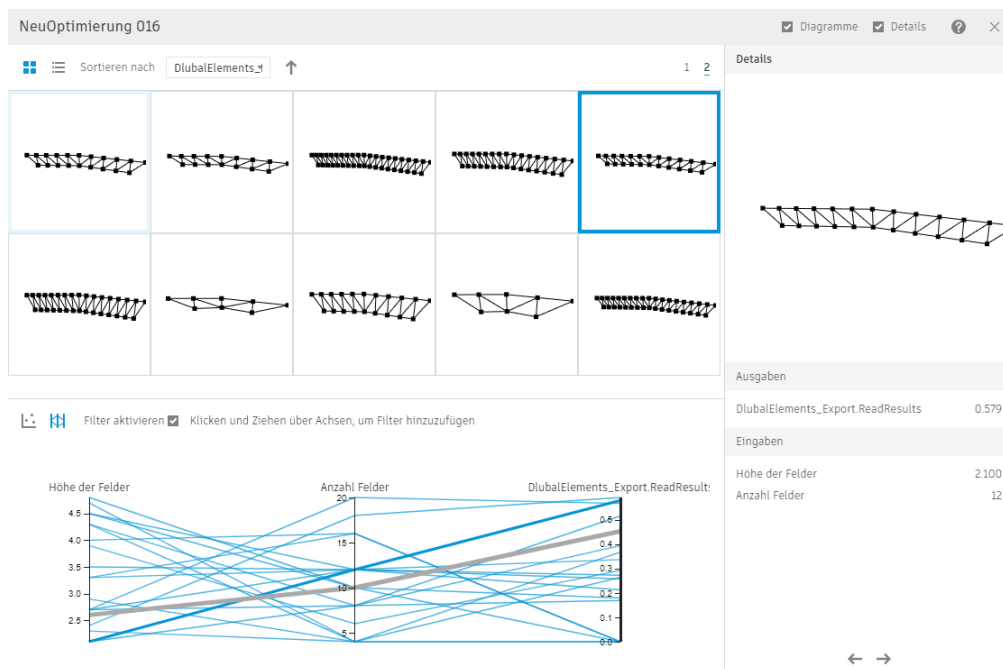 NeuOptimierung 016
Diagramme
Details
?
Sortieren nach
DlubalElements_
1 2
Details
Ausgaben
DlubalElements_Export.ReadResults 0.579
Eingaben
Höhe der Felder 2.100
Anzahl Felder 12
Filter aktivieren
Klicken und Ziehen über Achsen, um Filter hinzuzufügen
Höhe der Felder
Anzahl Felder
DlubalElements_Export.ReadResult
4.5
4.0
3.5
3.0
2.5
20
15
10
5
0.5
0.4
0.3
0.2
0.1
0.0